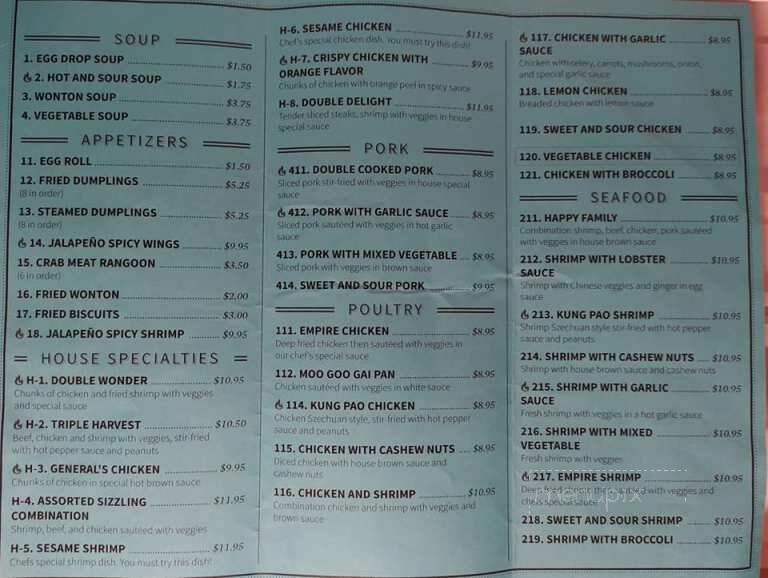 SOUP
1. EGG DROP SOUP $1.50
2. HOT AND SOUR SOUP $1.75
3. WONTON SOUP $3.75
4. VEGETABLE SOUP $3.75
APPETIZERS
11. EGG ROLL $1.50
12. FRIED DUMPLINGS $5.25
(8 in order)
13. STEAMED DUMPLINGS $5.25
(8 in order)
14. JALAPEÑO SPICY WINGS $9.95
15. CRAB MEAT RANGOON $3.50
(6 in order)
16. FRIED WONTON $2.00
17. FRIED BISCUITS $3.00
18. JALAPEÑO SPICY SHRIMP $9.95
HOUSE SPECIALTIES
H-1. DOUBLE WONDER $10.95
Chunks of chicken and fried shrimp with veggies
and special sauce
H-2. TRIPLE HARVEST $10.50
Beef, chicken and shrimp with veggies, stir-fried
with hot pepper sauce and peanuts
H-3. GENERAL'S CHICKEN $9.95
Chunks of chicken in special hot brown sauce
H-4. ASSORTED SIZZLING $11.95
COMBINATION
Shrimp, beef, and chicken sautéed with veggies
H-5. SESAME SHRIMP $11.95
Chefs special shrimp dish. You must try this dish!
H-6. SESAME CHICKEN $11.95
Chef's special chicken dish. You must try this dish!
H-7. CRISPY CHICKEN WITH $9.95
ORANGE FLAVOR
Chunks of chicken with orange peel in spicy sauce
H-8. DOUBLE DELIGHT $11.95
Tender sliced steaks, shrimp with veggies in house
special sauce
PORK
411. DOUBLE COOKED PORK $8.95
Sliced pork stir-fried with veggies in house special
sauce
412. PORK WITH GARLIC SAUCE $8.95
Sliced pork sautéed with veggies in hot garlic
sauce
413. PORK WITH MIXED VEGETABLE $8.95
Sliced pork with veggies in brown sauce
414. SWEET AND SOUR PORK $9.95
POULTRY
111. EMPIRE CHICKEN $8.95
Deep fried chicken then sautéed with veggies in
our chef's special sauce
112. MOO GOO GAI PAN $8.95
Chicken sautéed with veggies in white sauce
114. KUNG PAO CHICKEN $8.95
Chicken Szechuan style, stir-fried with hot pepper
sauce and peanuts
115. CHICKEN WITH CASHEW NUTS $8.95
Diced chicken with house brown sauce and
cashew nuts
116. CHICKEN AND SHRIMP $10.95
Combination chicken and shrimp with veggies and
brown sauce
117. CHICKEN WITH GARLIC $8.95
SAUCE
Chicken with celery, carrots, mushrooms, onion,
and special garlic sauce
118. LEMON CHICKEN $8.95
Breaded chicken with lemon sauce
119. SWEET AND SOUR CHICKEN $8.95
120. VEGETABLE CHICKEN $8.95
121. CHICKEN WITH BROCCOLI $8.95
SEAFOOD
211. HAPPY FAMILY $10.95
Combination shrimp, beef, chicken, pork sautéed
with veggies in house brown sauce
212. SHRIMP WITH LOBSTER $10.95
SAUCE
Shrimp with Chinese veggies and ginger in egg
sauce
213. KUNG PAO SHRIMP $10.95
Shrimp Szechuan style stir-fried with hot pepper
sauce and peanuts
214. SHRIMP WITH CASHEW NUTS $10.95
Shrimp with house brown sauce and cashew nuts
215. SHRIMP WITH GARLIC $10.95
SAUCE
Fresh shrimp with veggies in a hot garlic sauce
216. SHRIMP WITH MIXED $10.95
VEGETABLE
Fresh shrimp with veggies
217. EMPIRE SHRIMP $10.95
Deep fried shrimp then sautéed with veggies and
chefs special sauce
218. SWEET AND SOUR SHRIMP $10.95
219. SHRIMP WITH BROCCOLI $10.95